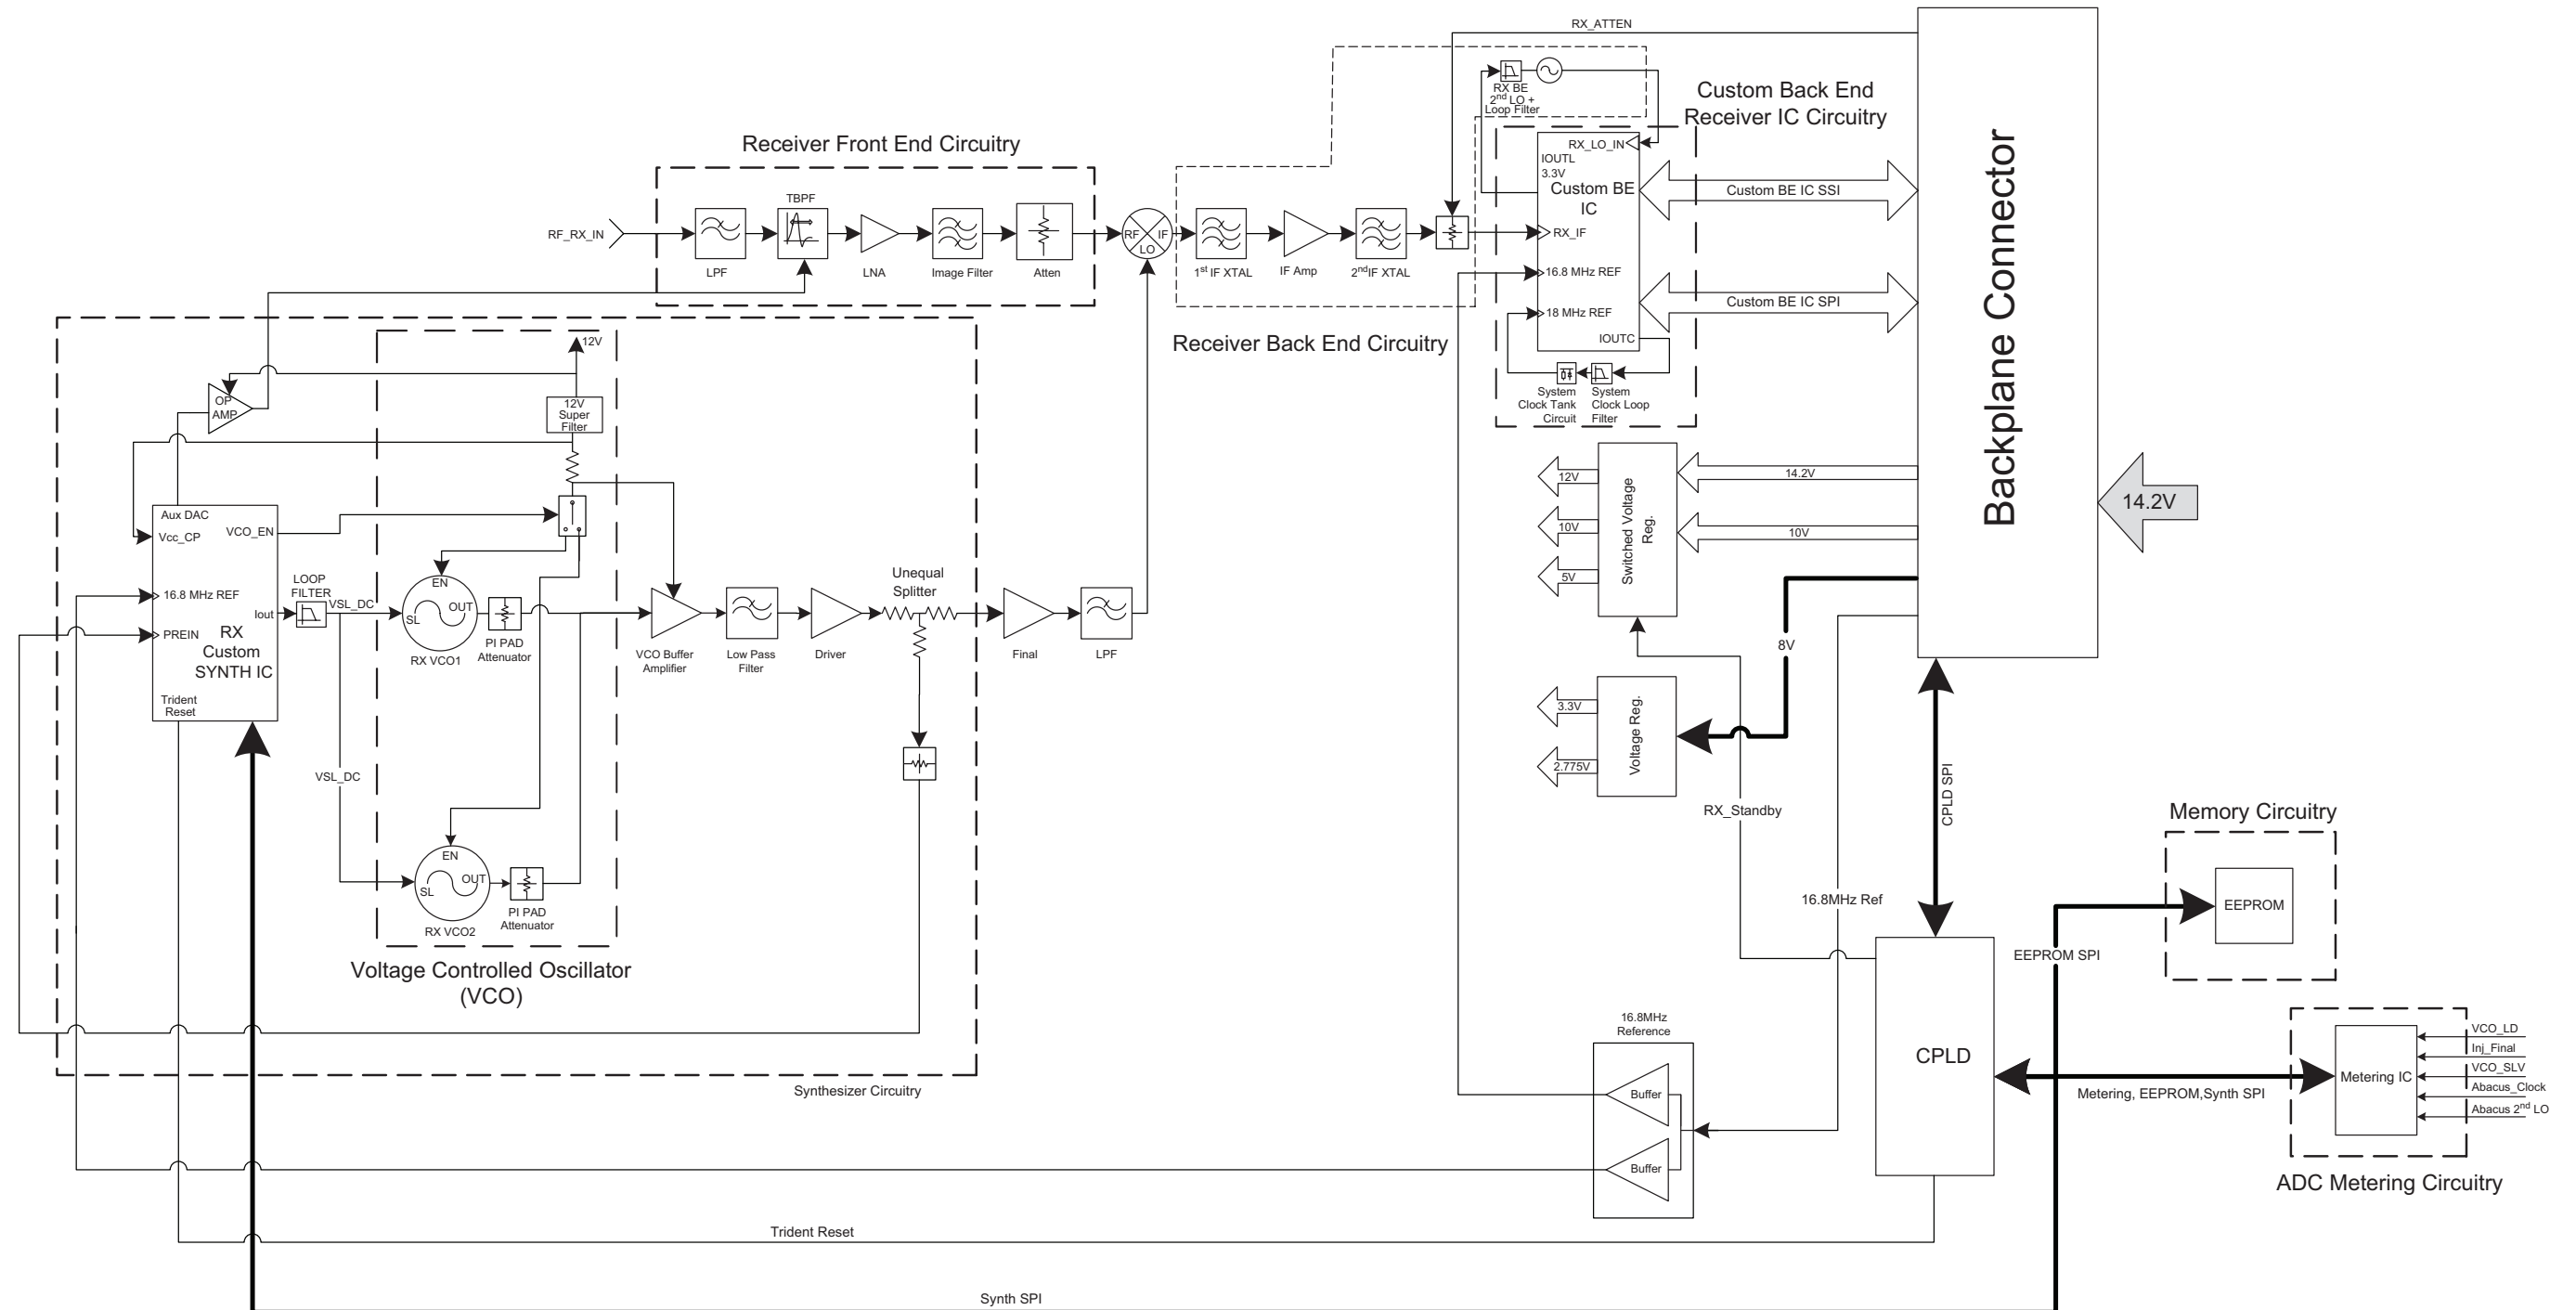 RX_ATTEN
RX BE
2nd LO +
Loop Filter
Custom Back End
Receiver IC Circuitry
Backplane Connector
Receiver Front End Circuitry
RX_LO_IN
IOUTL
3.3V
Custom BE
IC
Custom BE IC SSI
TBPF
RF_RX_IN
RF
IF
LO
RX_IF
LPF
LNA
Image Filter
Atten
1st IF XTAL
IF Amp
2ndIF XTAL
16.8 MHz REF
Custom BE IC SPI
18 MHz REF
IOUTC
Receiver Back End Circuitry
12V
OP
AMP
12V
Super
Filter
System
Clock Tank
Circuit
System
Clock Loop
Filter
12V
10V
5V
Switched Voltage
Reg.
14.2V
10V
14.2V
Aux DAC
Vcc_CP
VCO_EN
16.8 MHz REF
Iout
PREIN
RX
Custom
SYNTH IC
Trident
Reset
LOOP
FILTER
VSL_DC
EN
SL
OUT
RX VCO1
PI PAD
Attenuator
VCO Buffer
Amplifier
Low Pass
Filter
Driver
Unequal
Splitter
Final
LPF
8V
3.3V
2.775V
Voltage Reg.
VSL_DC
RX_Standby
CPLD SPI
Memory Circuitry
EEPROM
EN
SL
OUT
RX VCO2
PI PAD
Attenuator
16.8MHz Ref
EEPROM SPI
Voltage Controlled Oscillator
(VCO)
16.8MHz
Reference
Buffer
Buffer
CPLD
Metering, EEPROM,Synth SPI
Metering IC
VCO_LD
Inj_Final
VCO_SLV
Abacus_Clock
Abacus 2nd LO
Synthesizer Circuitry
ADC Metering Circuitry
Trident Reset
Synth SPI